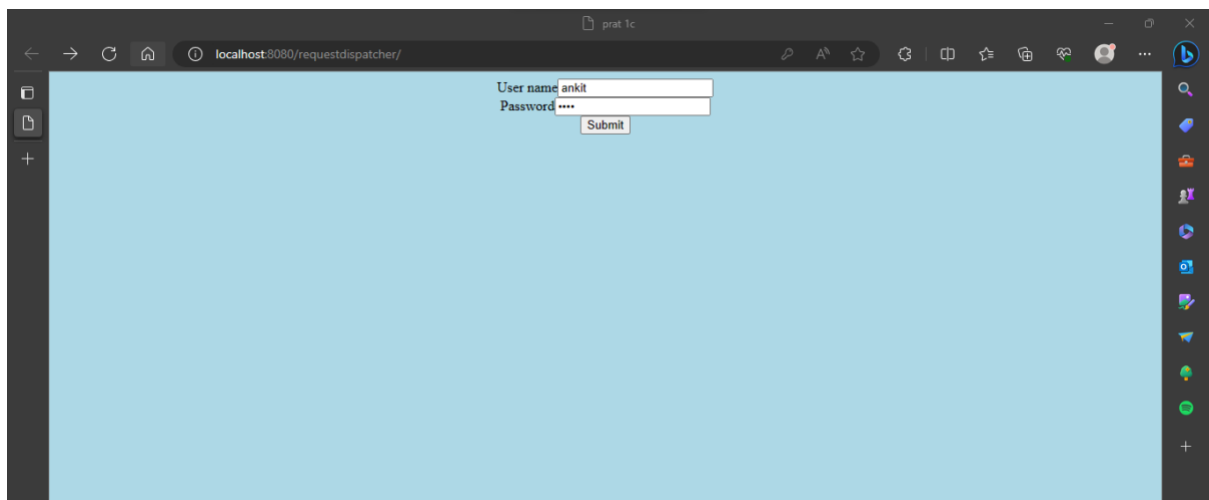 prat 1c
localhost:8080/requestdispatcher/
User name ankit
Password ••••
Submit